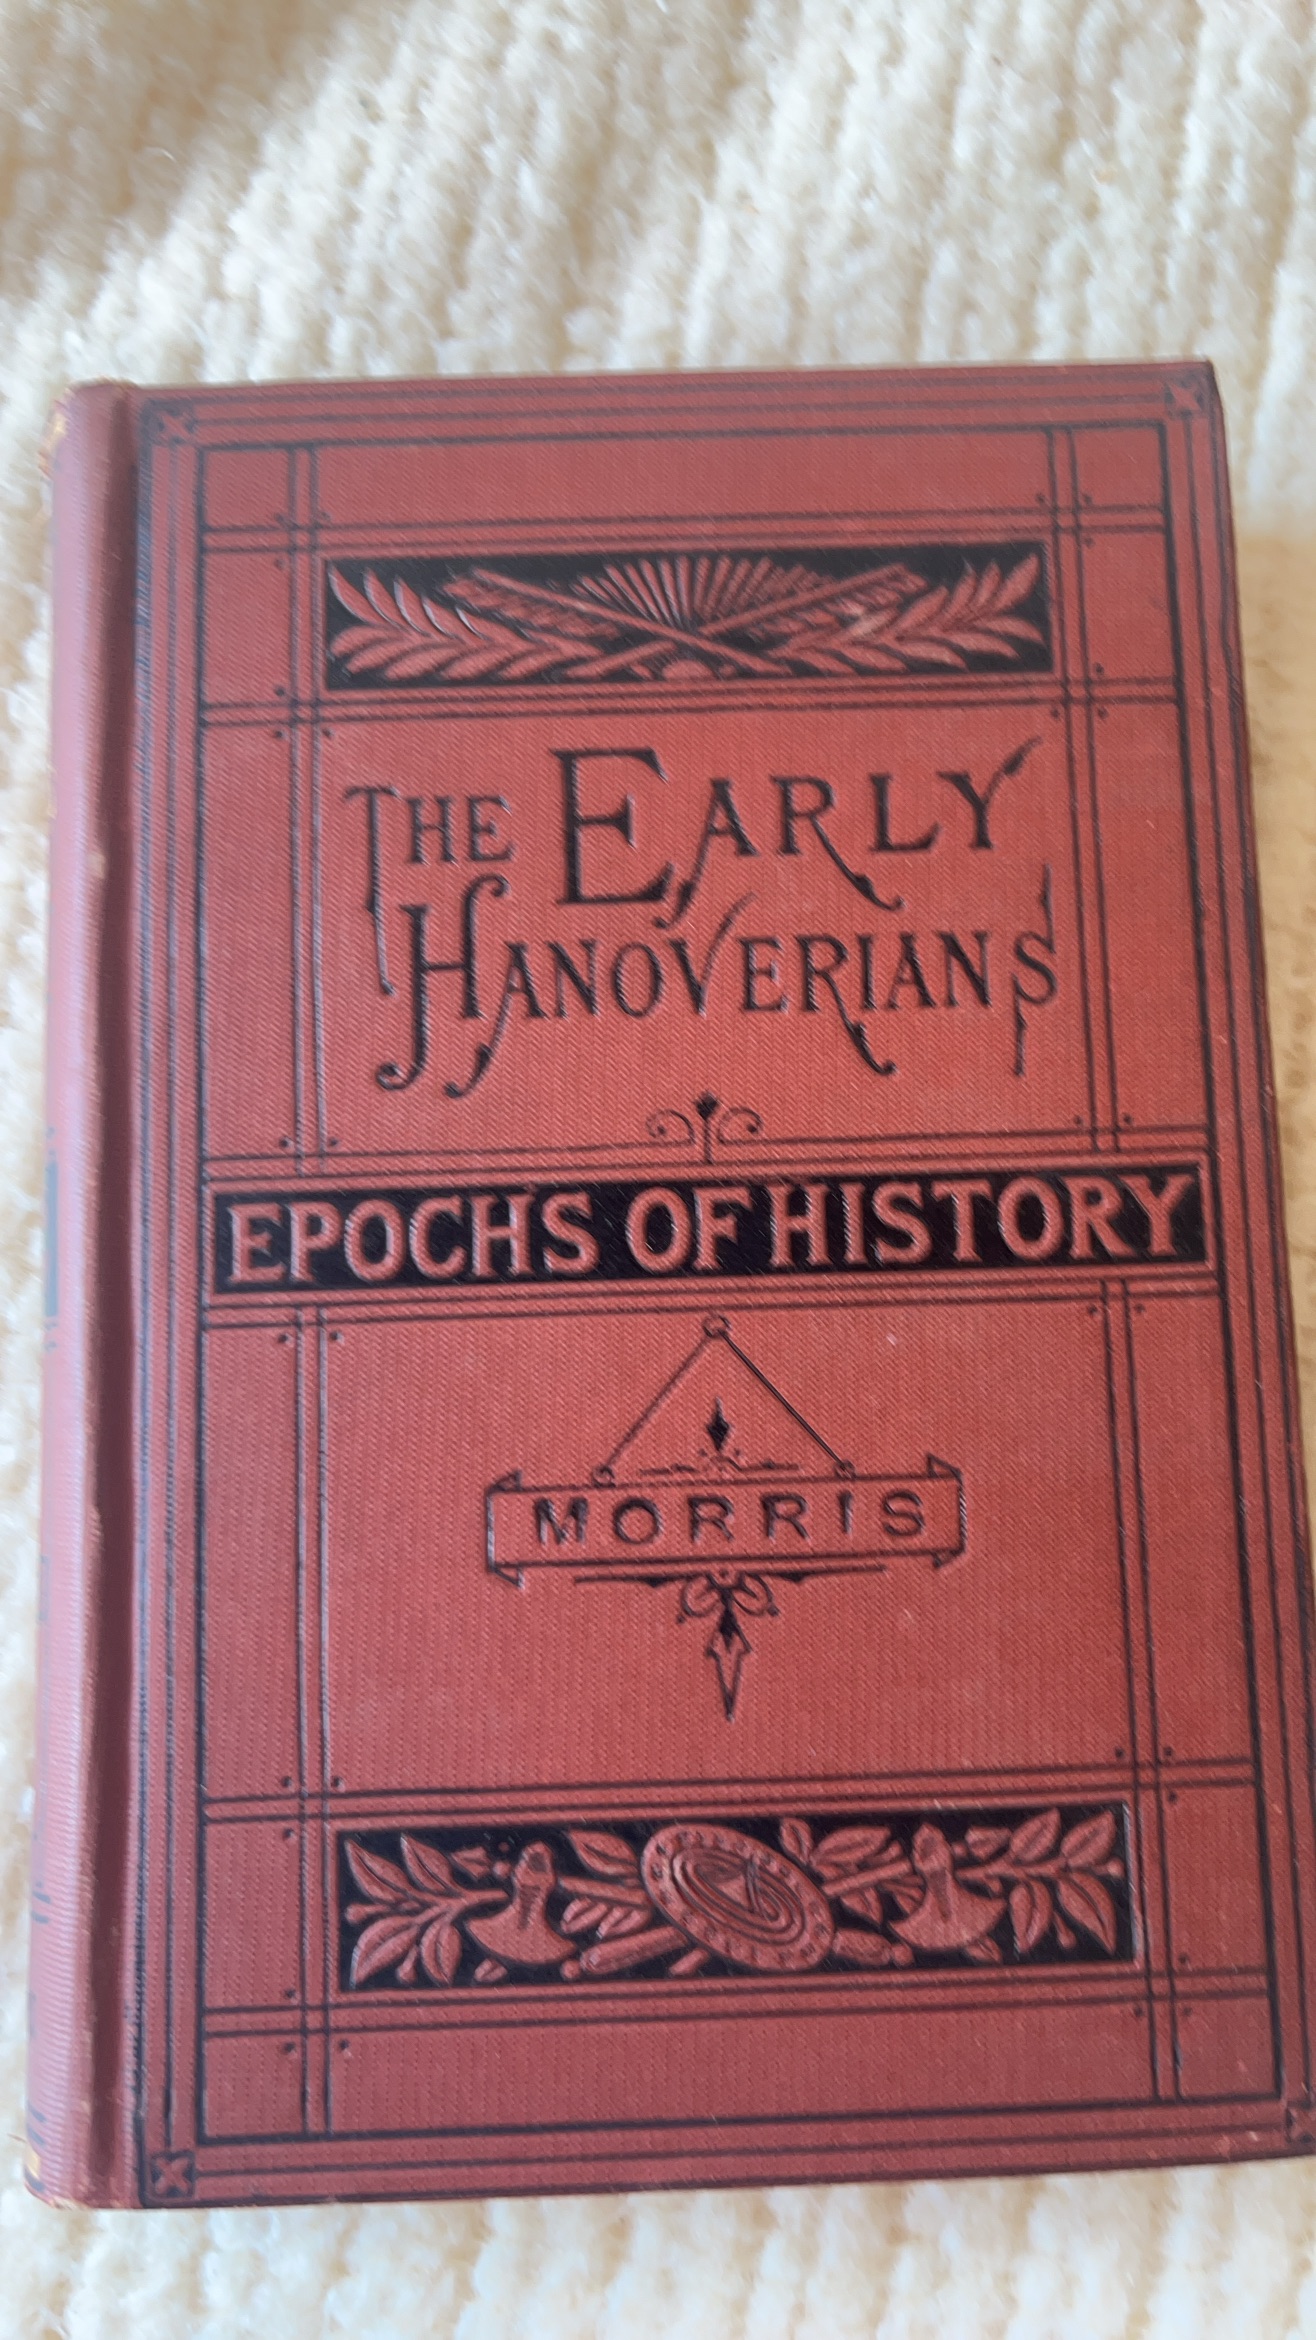 THE EARLY
HANOVERIANS
EPOCHS OF HISTORY
MORRIS